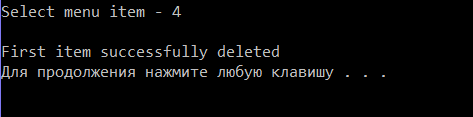 Select menu item - 4
First item successfully deleted
Для продолжения нажмите любую клавишу . . .